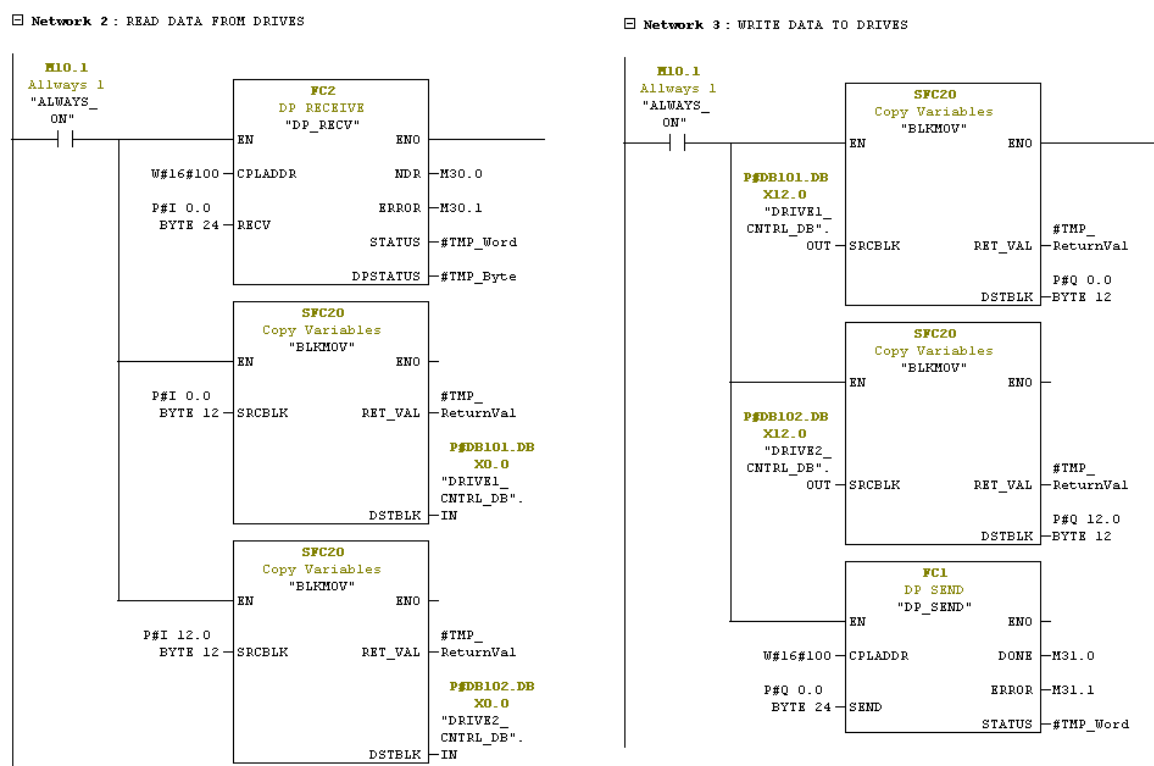 Network 2 : READ DATA FROM DRIVES
M10.1
Allways 1
"ALWAYS_
ON"
FC2
DP RECEIVE
"DP_RECV"
EN ENO
W#16#100 CPLADDR NDR M30.0
P#I 0.0
BYTE 24 RECV
ERROR M30.1
STATUS #TMP_Word
DPSTATUS #TMP_Byte
SFC20
Copy Variables
"BLKMOV"
EN ENO
P#I 0.0
BYTE 12 SRCBLK
RET_VAL
#TMP_
ReturnVal
P#DB101.DB
X0.0
"DRIVE1_
CNTRL_DB".
DSTBLK IN
SFC20
Copy Variables
"BLKMOV"
EN ENO
P#I 12.0
BYTE 12 SRCBLK
RET_VAL
#TMP_
ReturnVal
P#DB102.DB
X0.0
"DRIVE2_
CNTRL_DB".
DSTBLK IN
Network 3 : WRITE DATA TO DRIVES
M10.1
Allways 1
"ALWAYS_
ON"
SFC20
Copy Variables
"BLKMOV"
EN ENO
P#DB101.DB
X12.0
"DRIVE1_
CNTRL_DB".
OUT SRCBLK
RET_VAL
#TMP_
ReturnVal
P#Q 0.0
DSTBLK BYTE 12
SFC20
Copy Variables
"BLKMOV"
EN ENO
P#DB102.DB
X12.0
"DRIVE2_
CNTRL_DB".
OUT SRCBLK
RET_VAL
#TMP_
ReturnVal
P#Q 12.0
DSTBLK BYTE 12
FC1
DP SEND
"DP_SEND"
EN ENO
W#16#100 CPLADDR DONE M31.0
P#Q 0.0
BYTE 24 SEND
ERROR M31.1
STATUS #TMP_Word